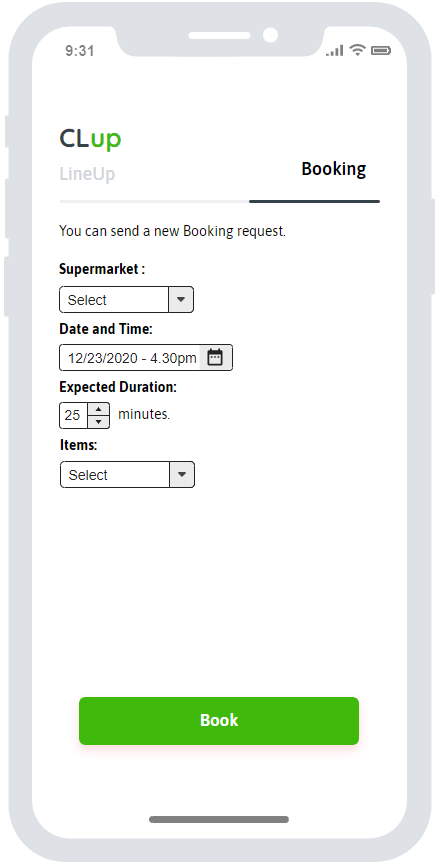 9:31
CLup
LineUp Booking
You can send a new Booking request.
Supermarket :
Select
Date and Time:
12/23/2020 - 4.30pm
Expected Duration:
25 minutes.
Items:
Select
Book